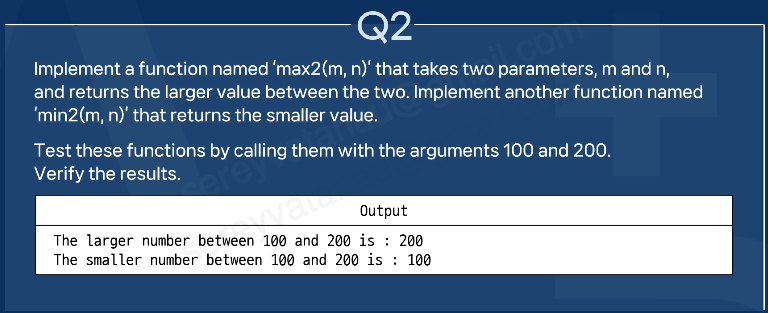 Q2
Implement a function named 'max2(m, n)' that takes two parameters, m and n,
and returns the larger value between the two. Implement another function named
'min2(m, n)' that returns the smaller value.
Test these functions by calling them with the arguments 100 and 200.
Verify the results.
Output
The larger number between 100 and 200 is : 200
The smaller number between 100 and 200 is : 100